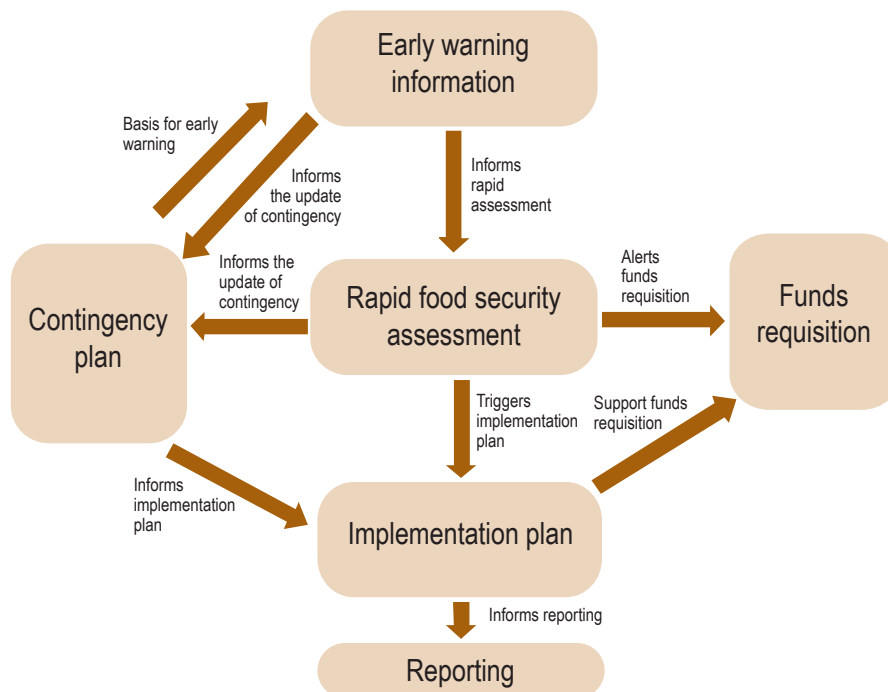 Early warning
information
Basis for early
warning
Informs
the update
of contingency
Informs
rapid
assessment
Informs the
update of
contingency
Alerts
funds
requisition
Contingency
plan
Rapid food security
assessment
Funds
requisition
Triggers
implementation
plan
Support funds
requisition
Informs
implementation
plan
Implementation plan
Informs reporting
Reporting